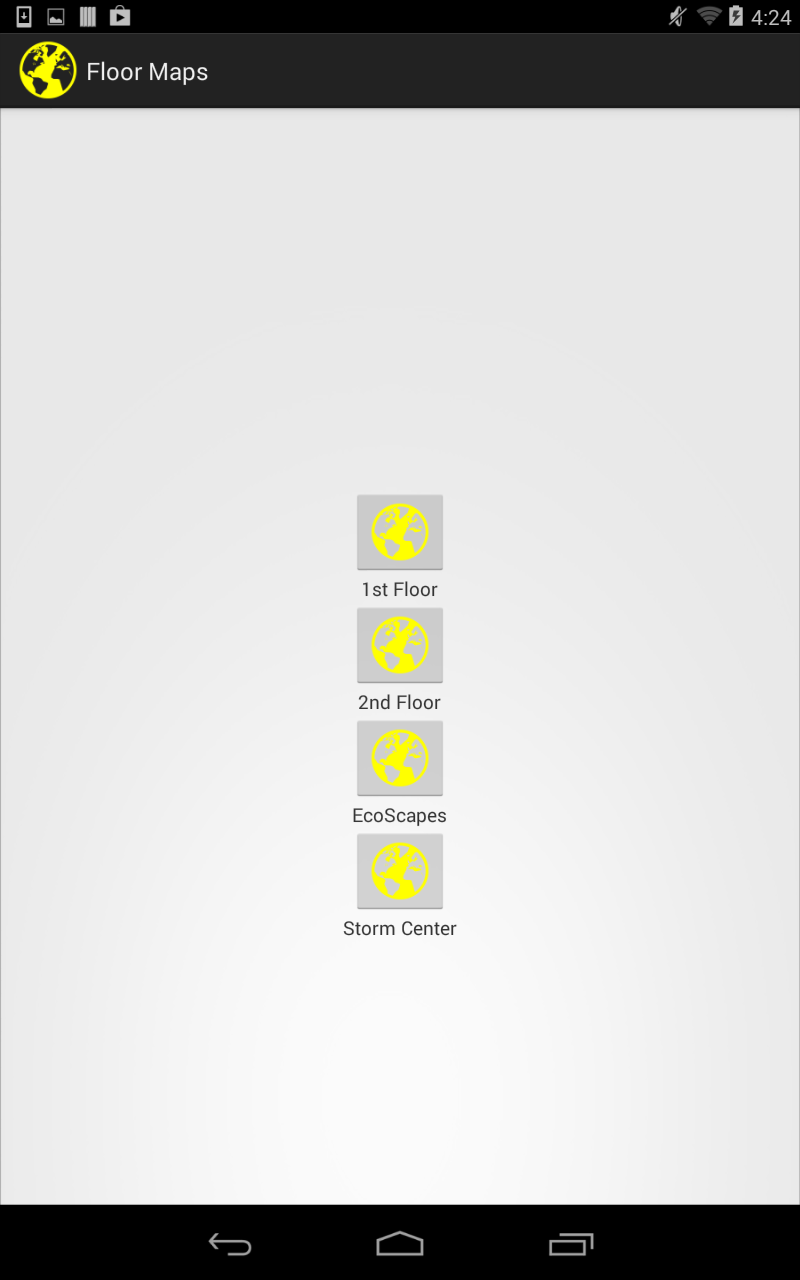 4:24
Floor Maps
1st Floor
2nd Floor
EcoScapes
Storm Center